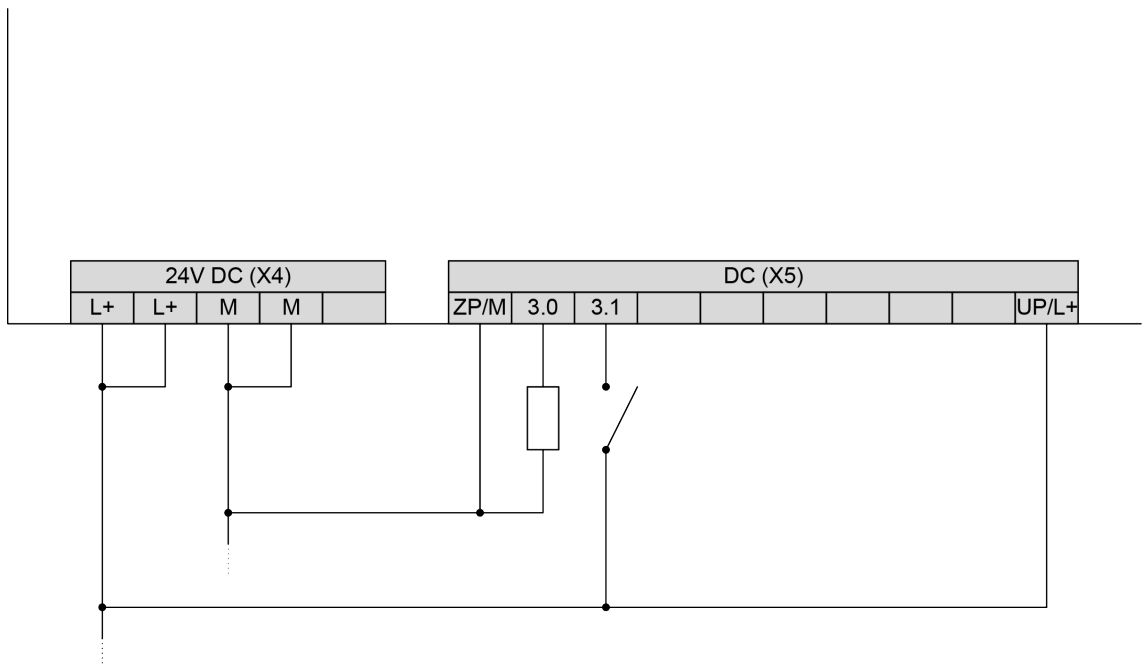 24V DC (X4) DC (X5)
L+ L+ M M ZP/M 3.0 3.1 UP/L+